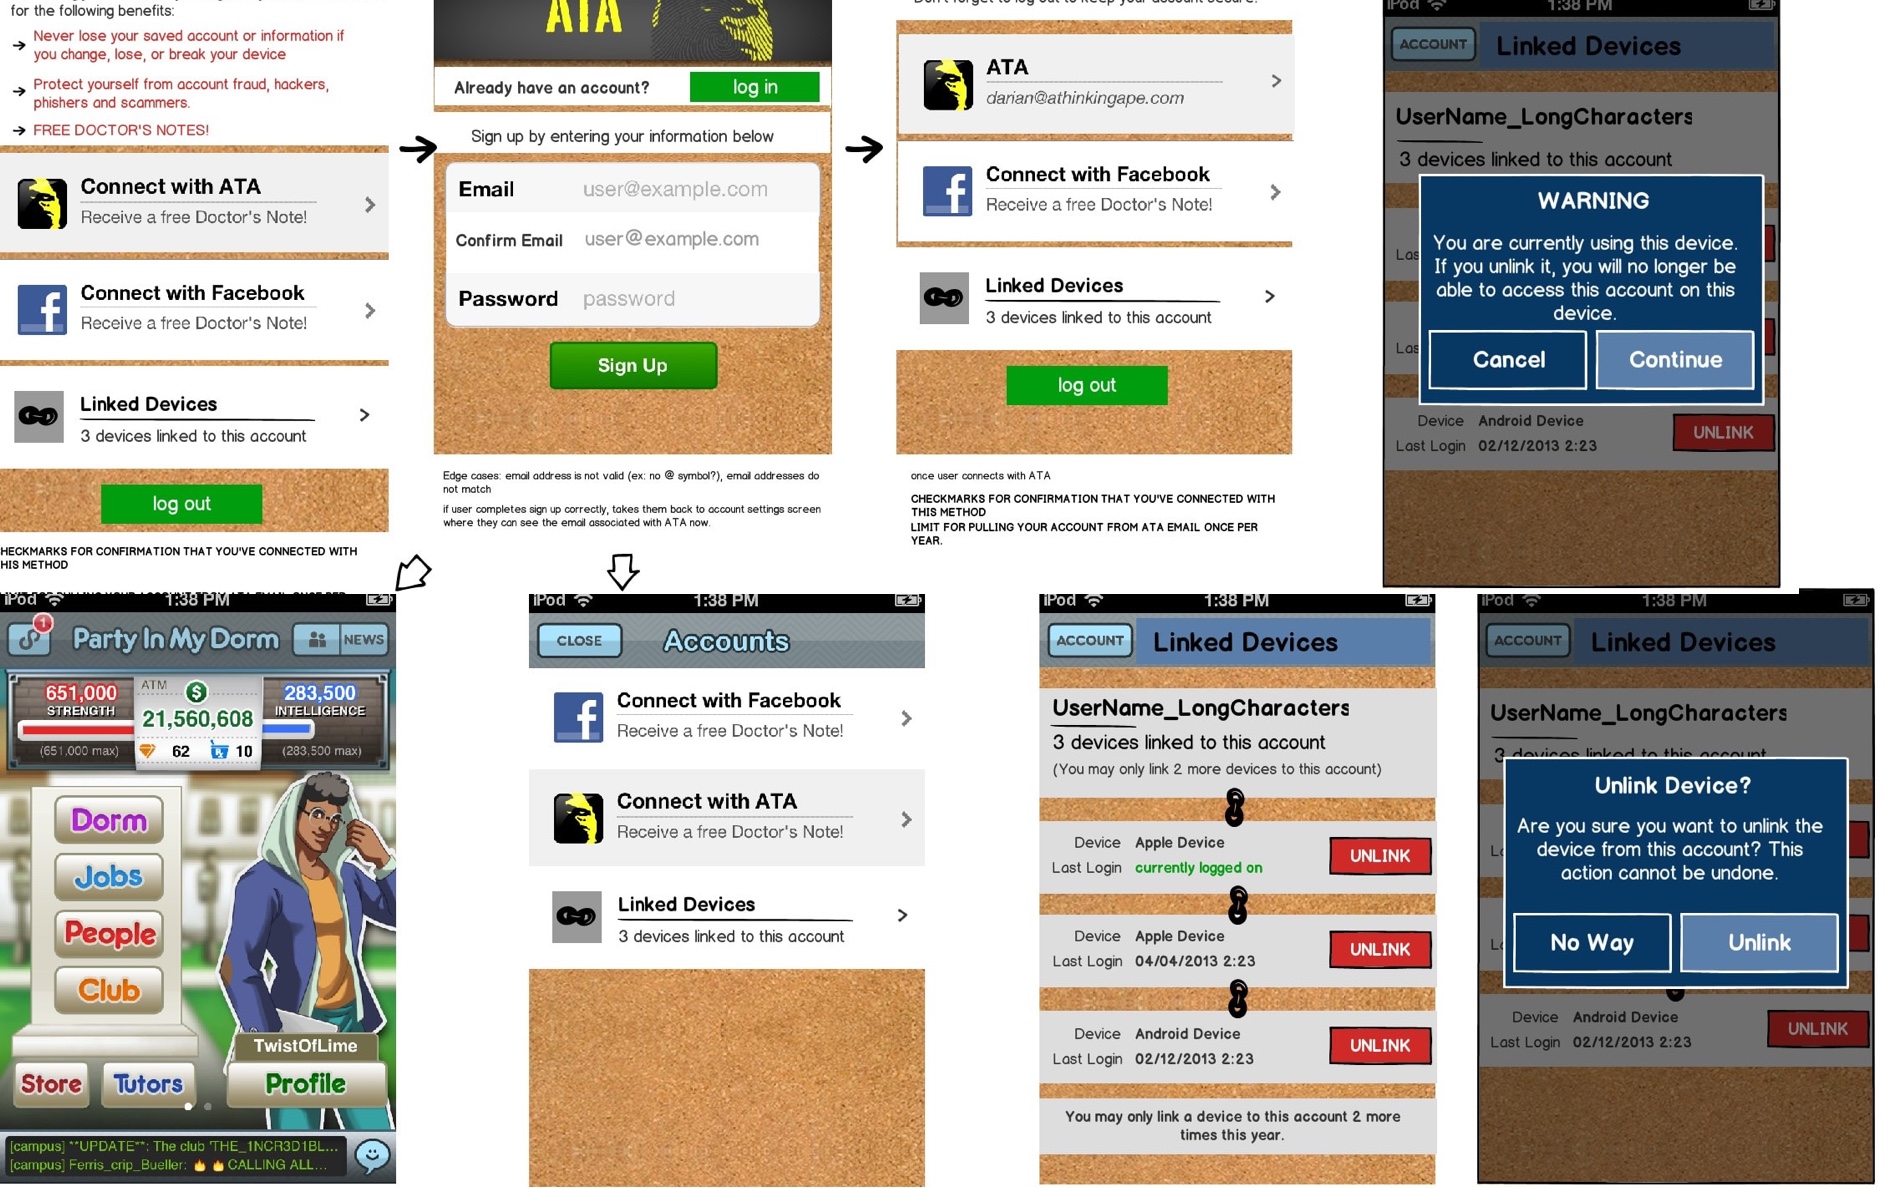 for the following benefits:
Never lose your saved account or information if
you change, lose, or break your device
Protect yourself from account fraud, hackers,
phishers and scammers.
FREE DOCTOR'S NOTES!
Connect with ATA
Receive a free Doctor's Note!
Connect with Facebook
Receive a free Doctor's Note!
Linked Devices
3 devices linked to this account
log out
HECKMARKS FOR CONFIRMATION THAT YOU'VE CONNECTED WITH
HIS METHOD
ATA
Already have an account?
log in
Sign up by entering your information below
Email user@example.com
Confirm Email user@example.com
Password password
Sign Up
Edge cases: email address is not valid (ex: no @ symbol?), email addresses do
not match
if user completes sign up correctly, takes them back to account settings screen
where they can see the email associated with ATA now.
Don't forget to log out to keep your account secure!
ATA
darian@athinkingape.com
Connect with Facebook
Receive a free Doctor's Note!
Linked Devices
3 devices linked to this account
log out
once user connects with ATA
CHECKMARKS FOR CONFIRMATION THAT YOU'VE CONNECTED WITH
THIS METHOD
LIMIT FOR PULLING YOUR ACCOUNT FROM ATA EMAIL ONCE PER
YEAR.
iPod 1:38 PM
ACCOUNT Linked Devices
UserName_LongCharacters
3 devices linked to this account
WARNING
You are currently using this device.
If you unlink it, you will no longer be
able to access this account on this
device.
Cancel Continue
Las
Las
Device Android Device
Last Login 02/12/2013 2:23
UNLINK
iPod 1:38 PM
1
Party In My Dorm
NEWS
651,000
STRENGTH
(651,000 max)
ATM
21,560,608
62 10
283,500
INTELLIGENCE
(283,500 max)
Dorm
Jobs
People
Club
TwistOfLime
Store Tutors Profile
[campus] **UPDATE**: The club 'THE_1NCR3D1BL...
[campus] Ferris_crip_Bueller: 🔥🔥CALLING ALL...
iPod 1:38 PM
CLOSE Accounts
Connect with Facebook
Receive a free Doctor's Note!
Connect with ATA
Receive a free Doctor's Note!
Linked Devices
3 devices linked to this account
iPod 1:38 PM
ACCOUNT Linked Devices
UserName_LongCharacters
3 devices linked to this account
(You may only link 2 more devices to this account)
Device Apple Device
Last Login currently logged on
UNLINK
Device Apple Device
Last Login 04/04/2013 2:23
UNLINK
Device Android Device
Last Login 02/12/2013 2:23
UNLINK
You may only link a device to this account 2 more
times this year.
iPod 1:38 PM
ACCOUNT Linked Devices
UserName_LongCharacters
3 devices linked to this account
Unlink Device?
Are you sure you want to unlink the
device from this account? This
action cannot be undone.
No Way Unlink
Device Android Device
Last Login 02/12/2013 2:23
UNLINK